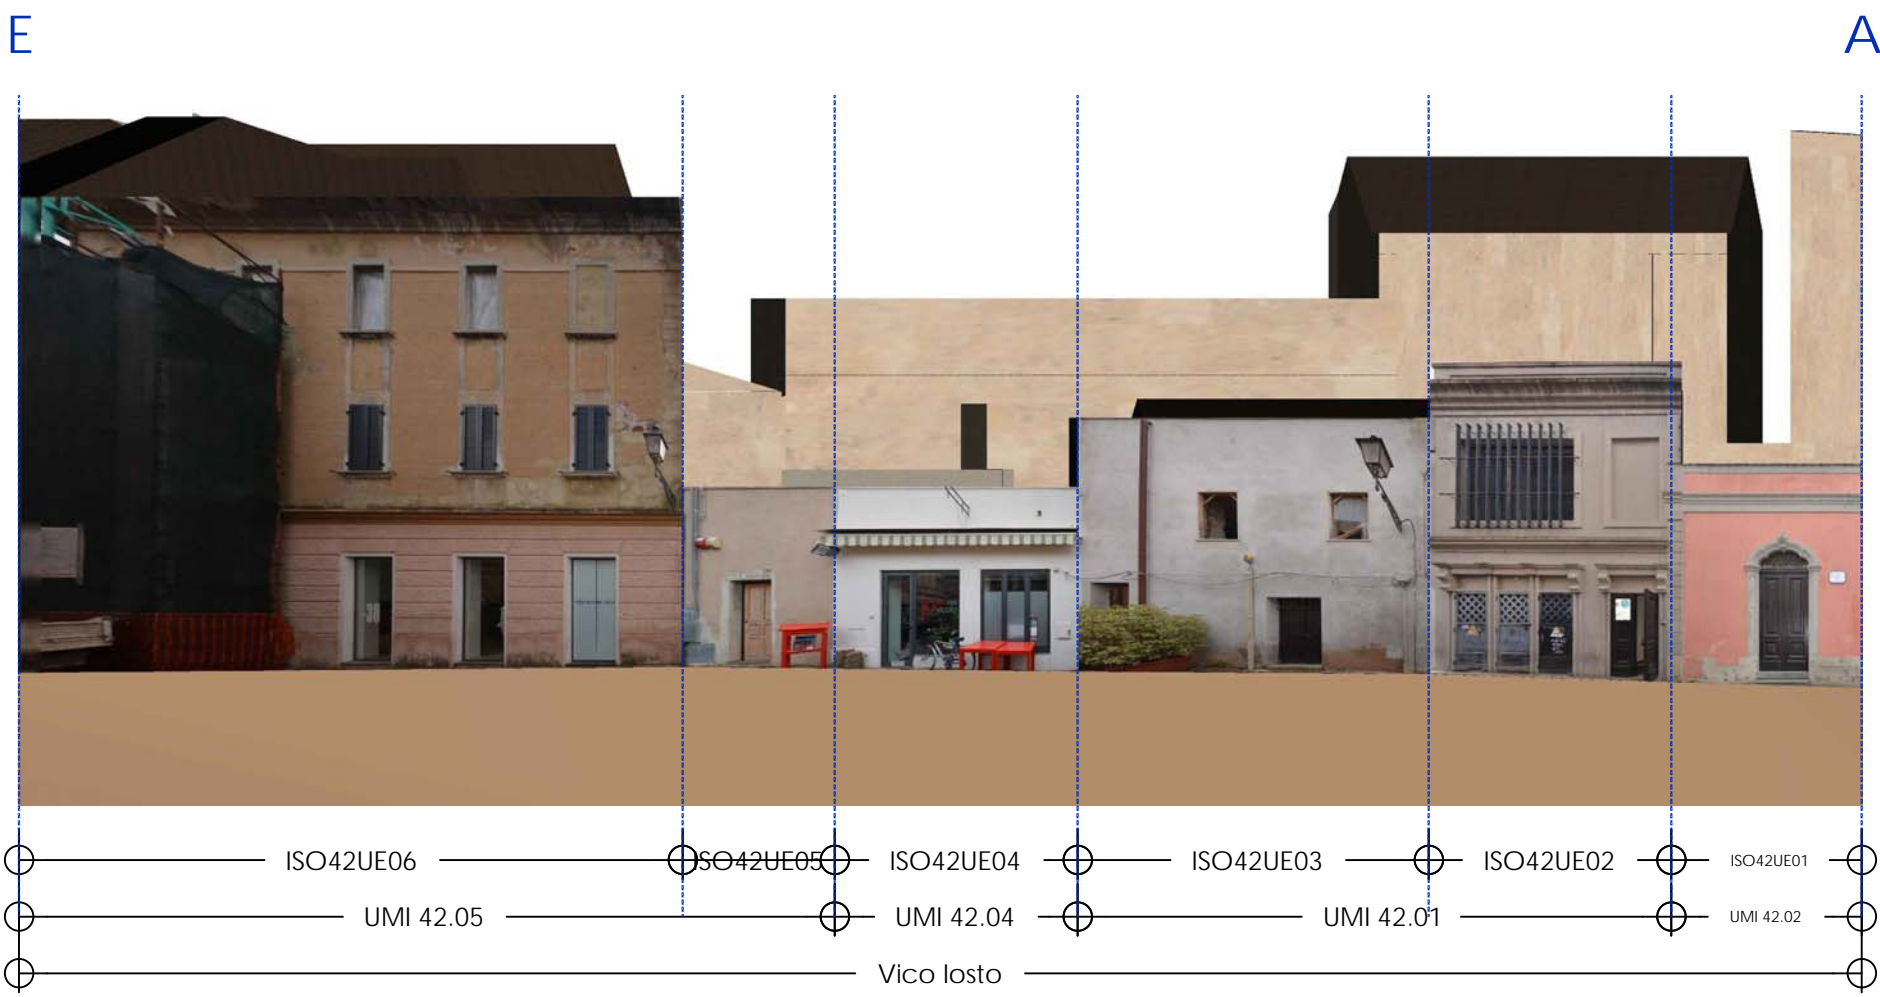 E A
ISO42UE06 ISO42UE05 ISO42UE04 ISO42UE03 ISO42UE02 ISO42UE01
UMI 42.05 UMI 42.04 UMI 42.01 UMI 42.02
Vico Iosto